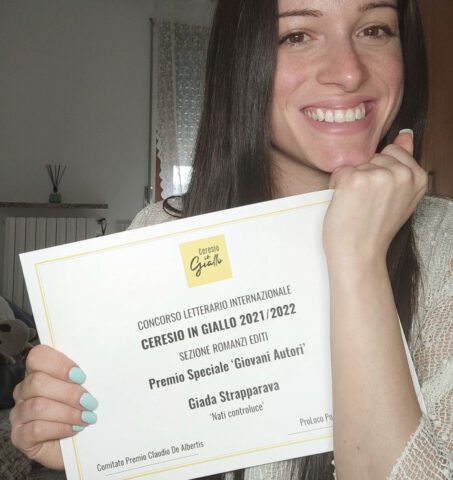 Ceresio
in
Giallo
CONCORSO LETTERARIO INTERNAZIONALE
CERESIO IN GIALLO 2021/2022
SEZIONE ROMANZI EDITI
Premio Speciale 'Giovani Autori'
Giada Strapparava
'Nati controluce'
Comitato Premio Claudio De Albertis
ProLoco